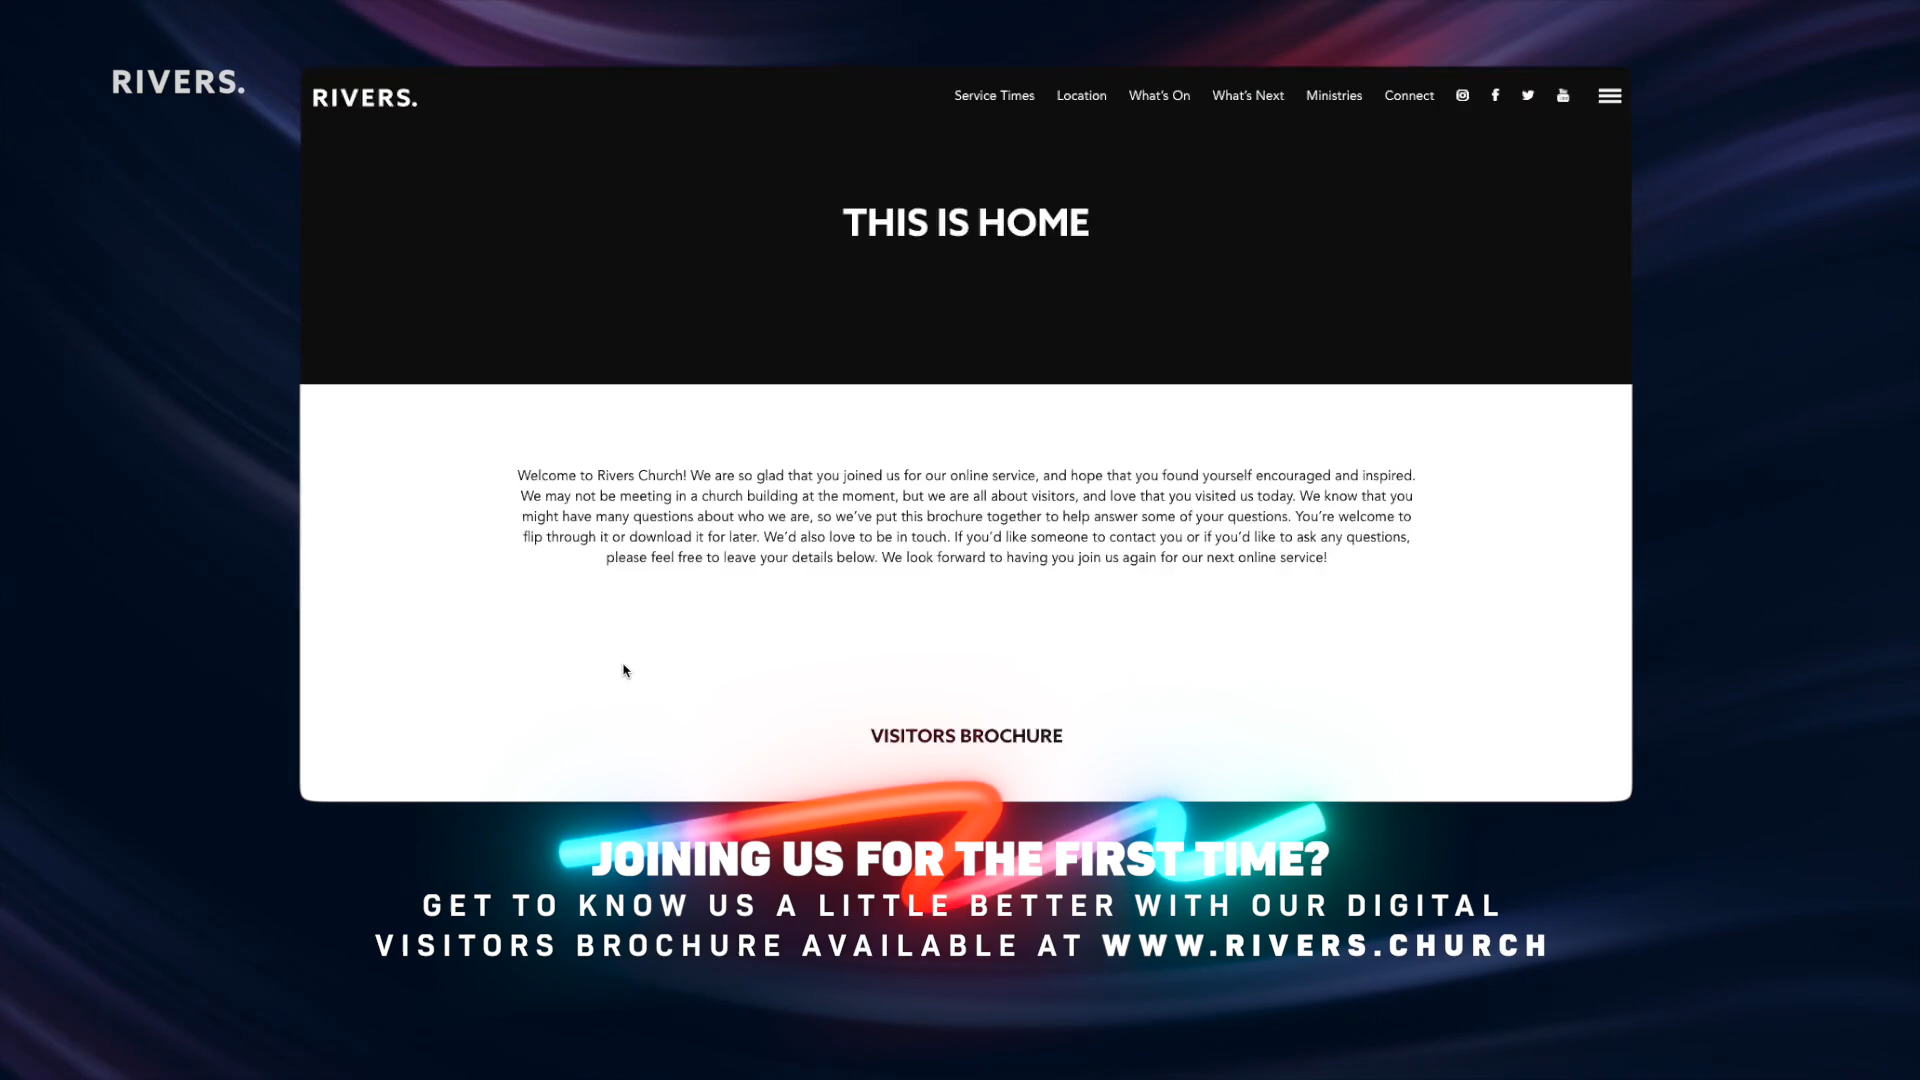 RIVERS.
RIVERS.
Service Times Location What's On What's Next Ministries Connect
THIS IS HOME
Welcome to Rivers Church! We are so glad that you joined us for our online service, and hope that you found yourself encouraged and inspired.
We may not be meeting in a church building at the moment, but we are all about visitors, and love that you visited us today. We know that you
might have many questions about who we are, so we've put this brochure together to help answer some of your questions. You're welcome to
flip through it or download it for later. We'd also love to be in touch. If you'd like someone to contact you or if you'd like to ask any questions,
please feel free to leave your details below. We look forward to having you join us again for our next online service!
VISITORS BROCHURE
JOINING US FOR THE FIRST TIME?
GET TO KNOW US A LITTLE BETTER WITH OUR DIGITAL
VISITORS BROCHURE AVAILABLE AT WWW.RIVERS.CHURCH